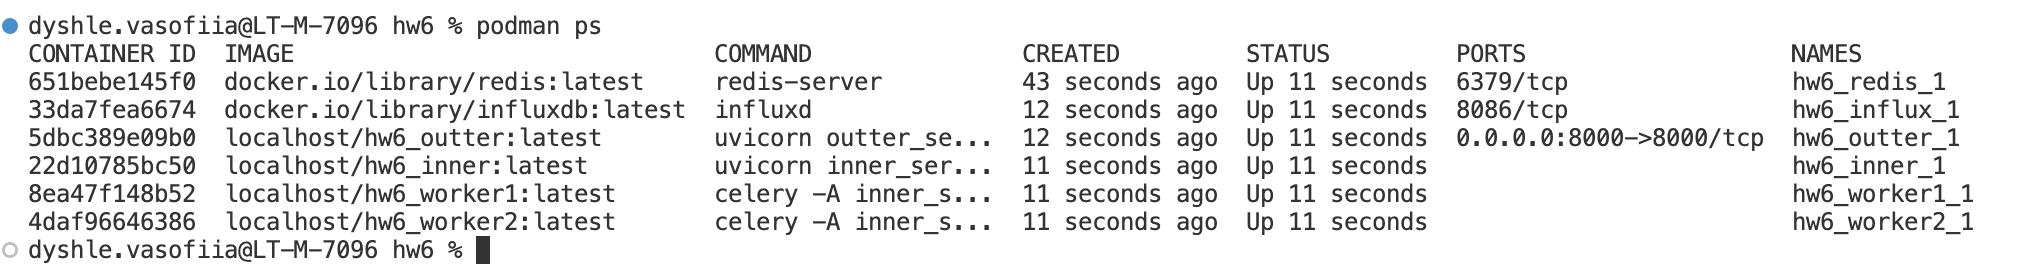 dyshle.vasofiia@LT-M-7096 hw6 % podman ps
CONTAINER ID  IMAGE                              COMMAND               CREATED         STATUS         PORTS                   NAMES
651bebe145f0  docker.io/library/redis:latest     redis-server          43 seconds ago  Up 11 seconds  6379/tcp                hw6_redis_1
33da7fea6674  docker.io/library/influxdb:latest  influxd               12 seconds ago  Up 11 seconds  8086/tcp                hw6_influx_1
5dbc389e09b0  localhost/hw6_outter:latest        uvicorn outter_se...  12 seconds ago  Up 11 seconds  0.0.0.0:8000->8000/tcp  hw6_outter_1
22d10785bc50  localhost/hw6_inner:latest         uvicorn inner_ser...  11 seconds ago  Up 11 seconds                          hw6_inner_1
8ea47f148b52  localhost/hw6_worker1:latest       celery -A inner_s...  11 seconds ago  Up 11 seconds                          hw6_worker1_1
4daf96646386  localhost/hw6_worker2:latest       celery -A inner_s...  11 seconds ago  Up 11 seconds                          hw6_worker2_1
dyshle.vasofiia@LT-M-7096 hw6 %